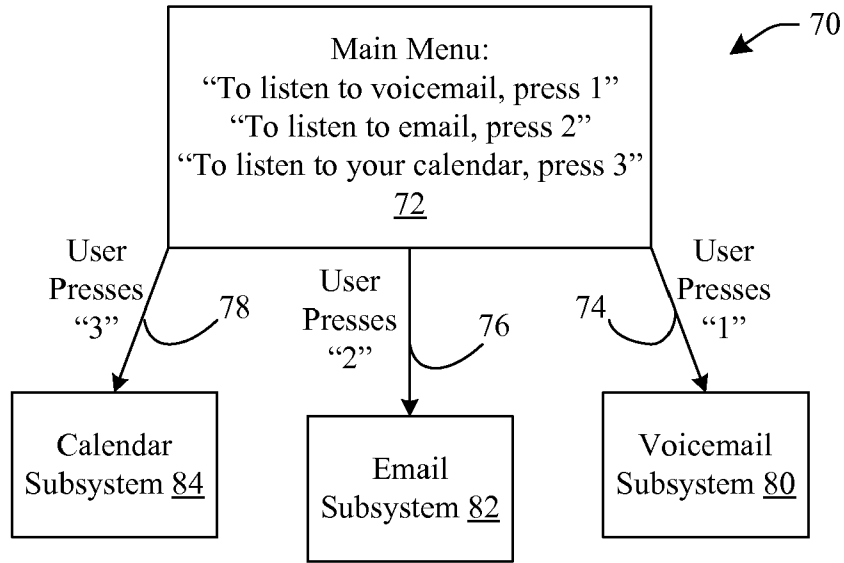 70
Main Menu:
“To listen to voicemail, press 1”
“To listen to email, press 2”
“To listen to your calendar, press 3”
72
User
Presses
“3”
78
User
Presses
“2”
76
74
User
Presses
“1”
Calendar
Subsystem 84
Email
Subsystem 82
Voicemail
Subsystem 80